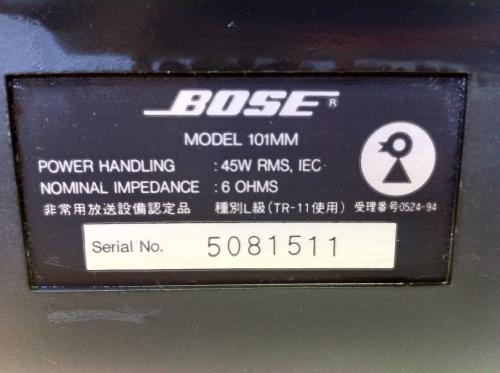 BOSE®
MODEL 101MM
POWER HANDLING : 45W RMS, IEC
NOMINAL IMPEDANCE : 6 OHMS
非常用放送設備認定品 種別L級(TR-11使用) 受理番号0524-94
Serial No. 5081511